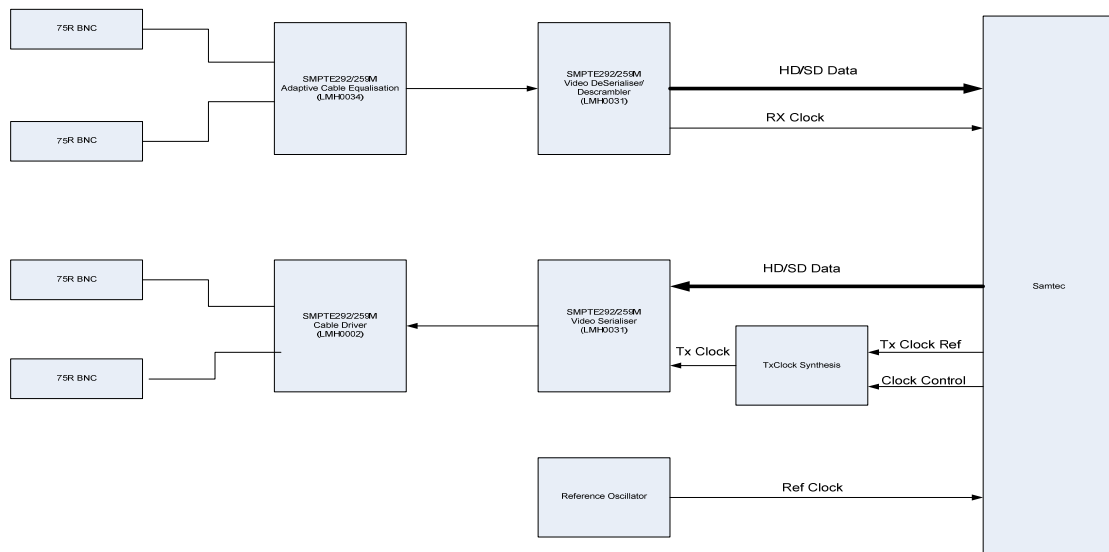 75R BNC
SMPTE292/259M
Adaptive Cable Equalisation
(LMH0034)
SMPTE292/259M
Video DeSerialiser/
Descrambler
(LMH0031)
HD/SD Data
RX Clock
75R BNC
75R BNC
SMPTE292/259M
Cable Driver
(LMH0002)
SMPTE292/259M
Video Serialiser
(LMH0031)
HD/SD Data
Samtec
Tx Clock
TxClock Synthesis
Tx Clock Ref
Clock Control
75R BNC
Reference Oscillator
Ref Clock